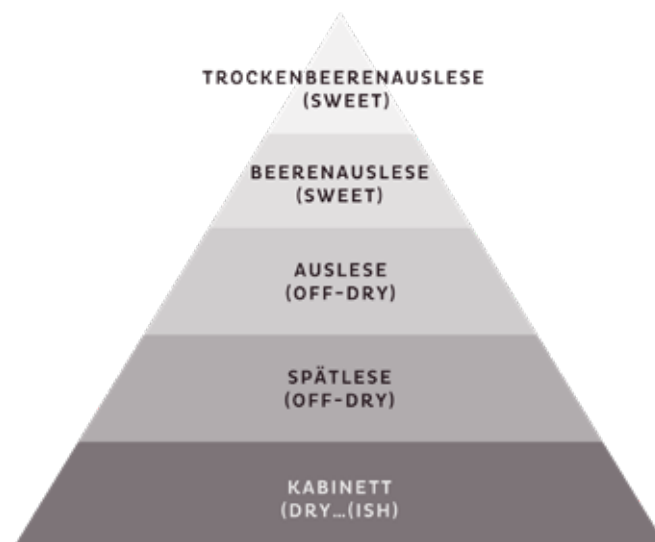 TROCKENBEERENAUSLESE
(SWEET)
BEERENAUSLESE
(SWEET)
AUSLESE
(OFF-DRY)
SPÄTLESE
(OFF-DRY)
KABINETT
(DRY...(ISH)